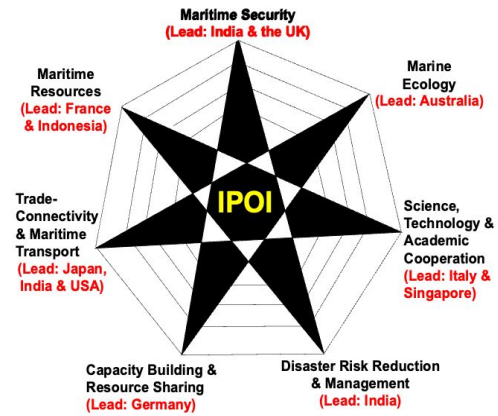 Maritime Security
(Lead: India & the UK)
Marine
Ecology
(Lead: Australia)
Science,
Technology &
Academic
Cooperation
(Lead: Italy &
Singapore)
Disaster Risk Reduction
& Management
(Lead: India)
Capacity Building &
Resource Sharing
(Lead: Germany)
Trade-
Connectivity
& Maritime
Transport
(Lead: Japan,
India & USA)
Maritime
Resources
(Lead: France
& Indonesia)
IPOI